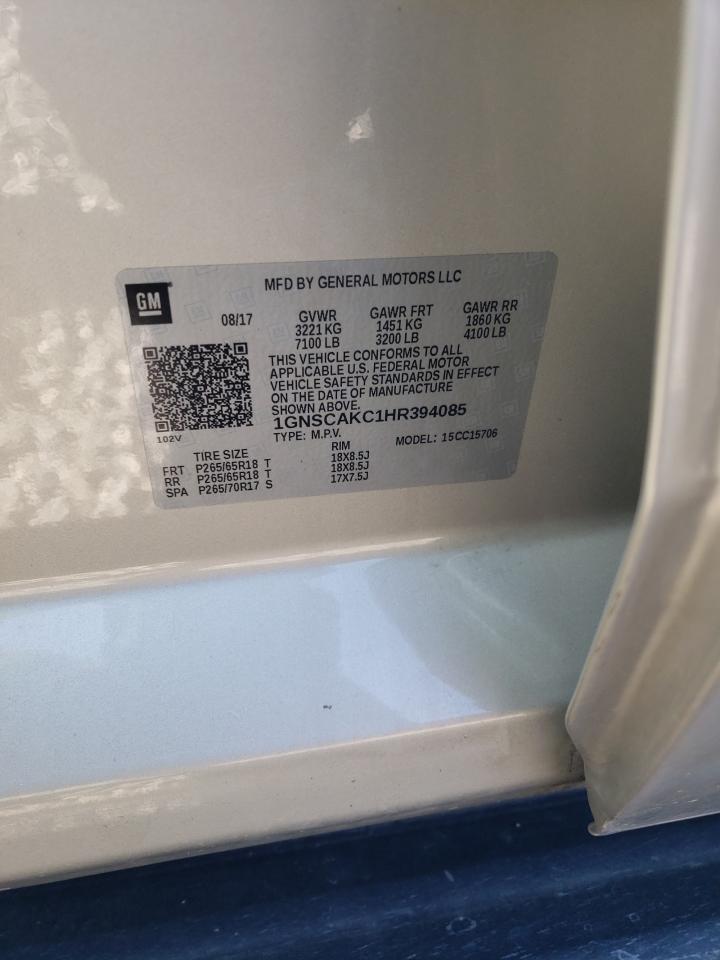 MFD BY GENERAL MOTORS LLC
GM
08/17
GVWR GAWR FRT GAWR RR
3221 KG 1451 KG 1860 KG
7100 LB 3200 LB 4100 LB
THIS VEHICLE CONFORMS TO ALL
APPLICABLE U.S. FEDERAL MOTOR
VEHICLE SAFETY STANDARDS IN EFFECT
ON THE DATE OF MANUFACTURE
SHOWN ABOVE.
1GNSCAKC1HR394085
102V
TYPE: M.P.V. MODEL: 15CC15706
TIRE SIZE RIM
FRT P265/65R18 T 18X8.5J
RR P265/65R18 T 18X8.5J
SPA P265/70R17 S 17X7.5J